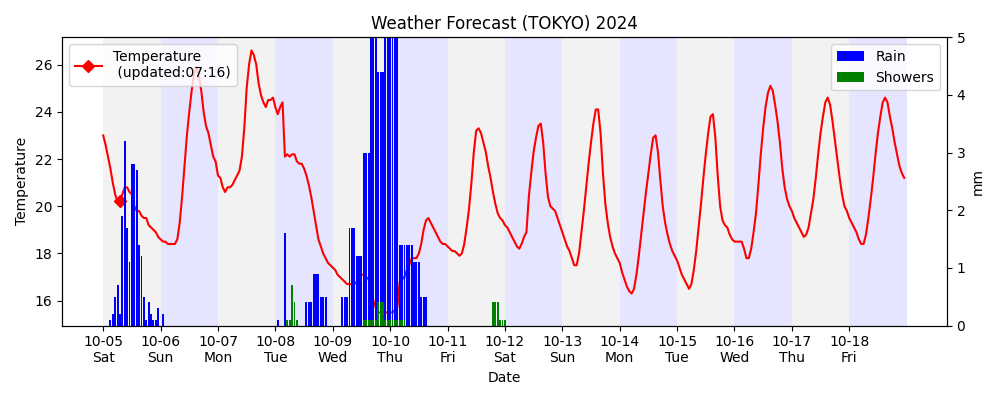 Weather Forecast (TOKYO) 2024
Temperature
(updated:07:16)
Rain
Showers
26
24
22
20
18
16
Temperature
5
4
3
2
1
0
mm
10-05 10-06 10-07 10-08 10-09 10-10 10-11 10-12 10-13 10-14 10-15 10-16 10-17 10-18
Sat Sun Mon Tue Wed Thu Fri Sat Sun Mon Tue Wed Thu Fri
Date